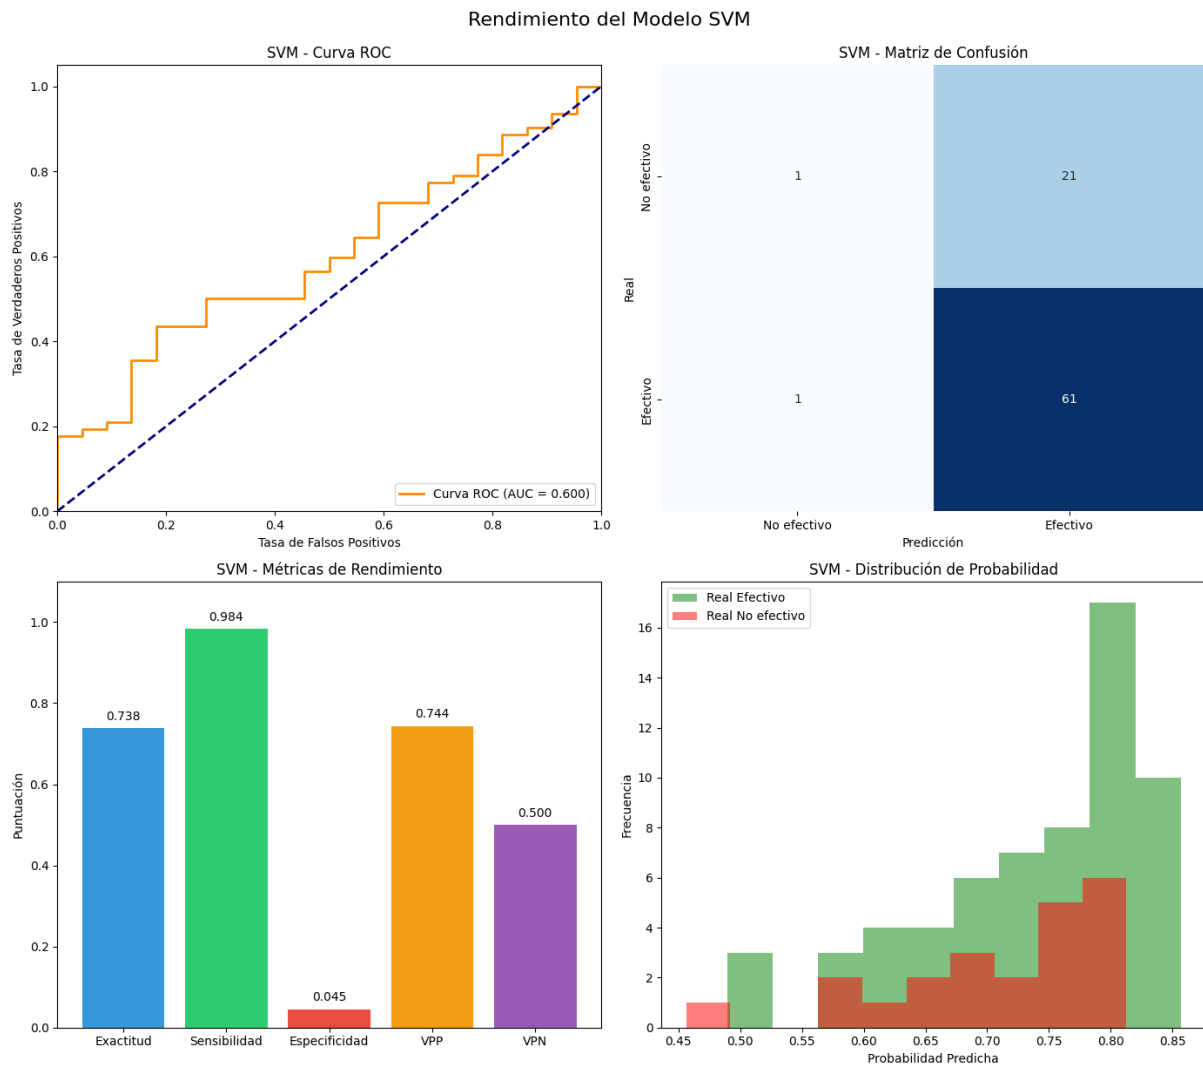 Rendimiento del Modelo SVM
SVM - Curva ROC
Tasa de Verdaderos Positivos
1.0
0.8
0.6
0.4
0.2
0.0
0.0 0.2 0.4 0.6 0.8 1.0
Tasa de Falsos Positivos
Curva ROC (AUC = 0.600)
SVM - Matriz de Confusión
Real
No efectivo
Efectivo
1 21
1 61
No efectivo Efectivo
Predicción
SVM - Métricas de Rendimiento
Puntuación
1.0
0.8
0.6
0.4
0.2
0.0
0.738
0.984
0.045
0.744
0.500
Exactitud Sensibilidad Especificidad VPP VPN
SVM - Distribución de Probabilidad
Real Efectivo
Real No efectivo
Frecuencia
16
14
12
10
8
6
4
2
0
0.45 0.50 0.55 0.60 0.65 0.70 0.75 0.80 0.85
Probabilidad Predicha